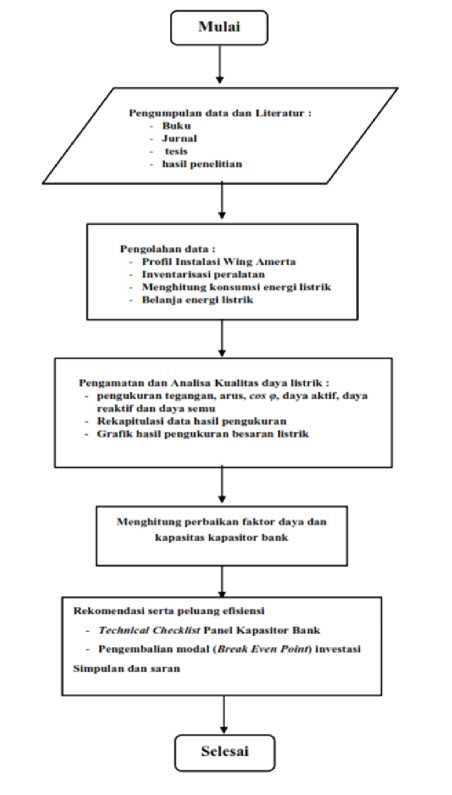 Mulai
Pengumpulan data dan Literatur :
- Buku
- Jurnal
- tesis
- hasil penelitian
Pengolahan data :
- Profil Instalasi Wing Amerta
- Inventarisasi peralatan
- Menghitung konsumsi energi listrik
- Belanja energi listrik
Pengamatan dan Analisa Kualitas daya listrik :
- pengukuran tegangan, arus, cos φ, daya aktif, daya
reaktif dan daya semu
- Rekapitulasi data hasil pengukuran
- Grafik hasil pengukuran besaran listrik
Menghitung perbaikan faktor daya dan
kapasitas kapasitor bank
Rekomendasi serta peluang efisiensi
- Technical Checklist Panel Kapasitor Bank
- Pengembalian modal (Break Even Point) investasi
Simpulan dan saran
Selesai